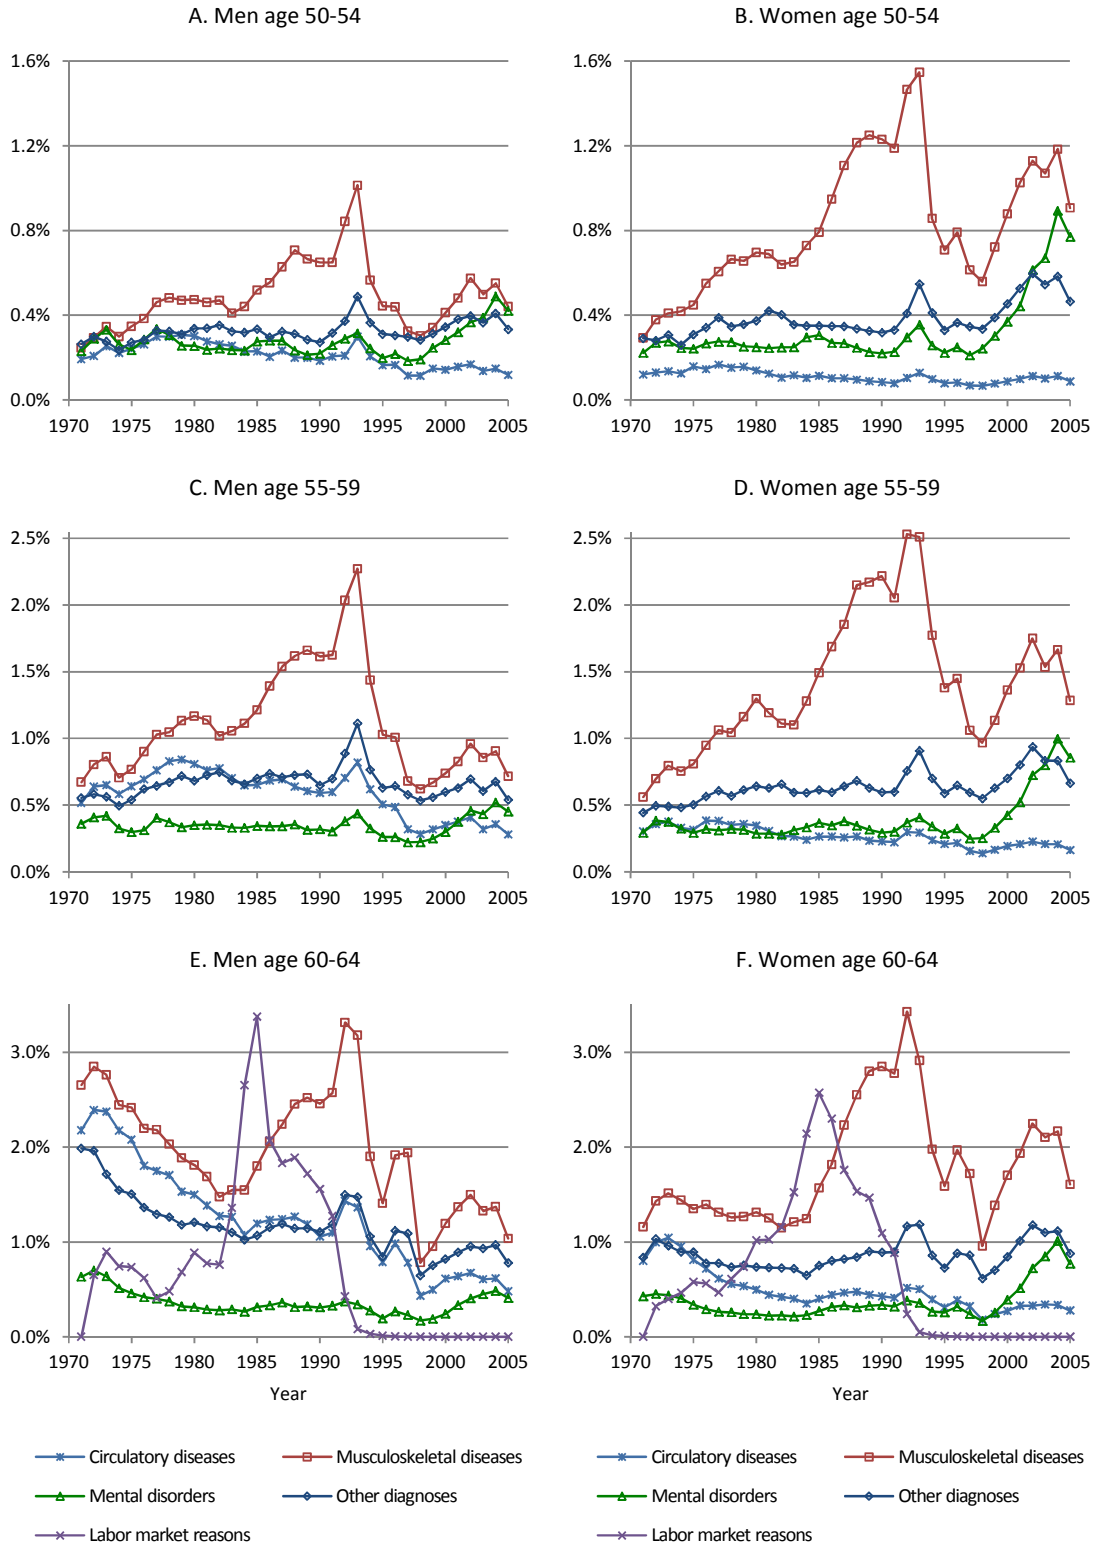 A. Men age 50-54
B. Women age 50-54
1.6%
1.2%
0.8%
0.4%
0.0%
1970 1975 1980 1985 1990 1995 2000 2005
1.6%
1.2%
0.8%
0.4%
0.0%
1970 1975 1980 1985 1990 1995 2000 2005
C. Men age 55-59
D. Women age 55-59
2.5%
2.0%
1.5%
1.0%
0.5%
0.0%
1970 1975 1980 1985 1990 1995 2000 2005
2.5%
2.0%
1.5%
1.0%
0.5%
0.0%
1970 1975 1980 1985 1990 1995 2000 2005
E. Men age 60-64
F. Women age 60-64
3.0%
2.0%
1.0%
0.0%
1970 1975 1980 1985 1990 1995 2000 2005
Year
3.0%
2.0%
1.0%
0.0%
1970 1975 1980 1985 1990 1995 2000 2005
Year
Circulatory diseases
Musculoskeletal diseases
Mental disorders
Other diagnoses
Labor market reasons
Circulatory diseases
Musculoskeletal diseases
Mental disorders
Other diagnoses
Labor market reasons